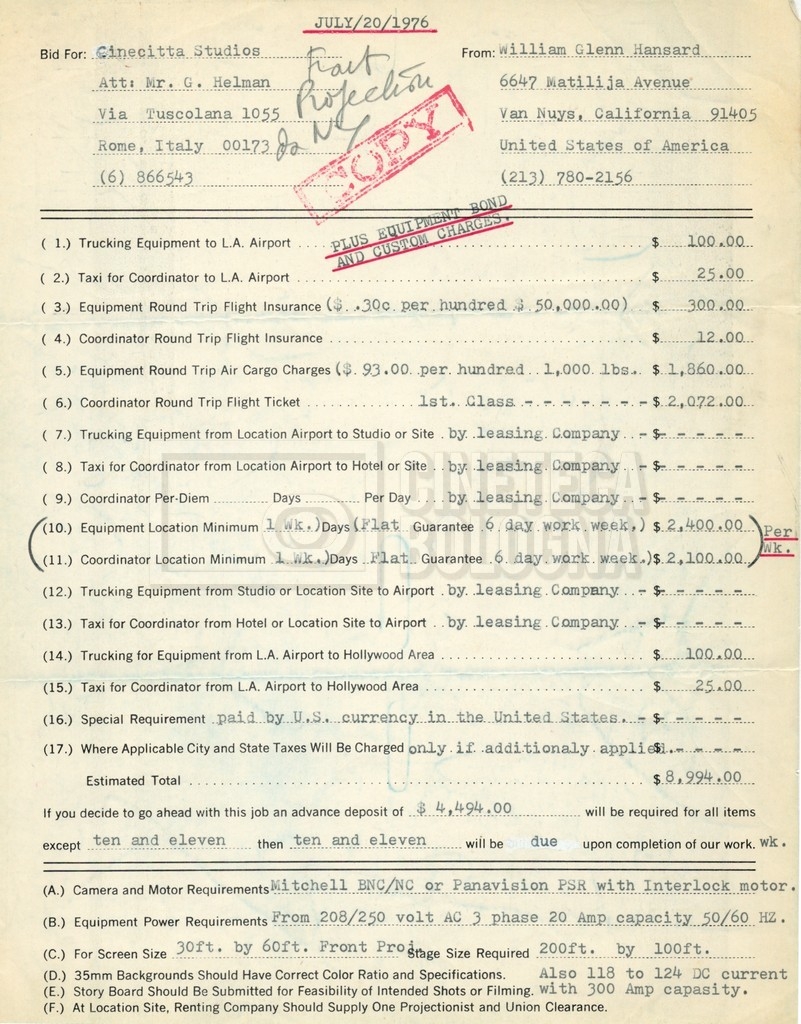 JULY/20/1976
Bid For: Cinecitta Studios From: William Glenn Hansard
Att: Mr. G. Helman 6647 Matilija Avenue
Via Tuscolana 1055 Van Nuys, California 91405
Rome, Italy 00173 United States of America
(6) 866543 (213) 780-2156
Front
Projection
NY
COPY
PLUS EQUIPMENT BOND
AND CUSTOM CHARGES.
( 1.) Trucking Equipment to L.A. Airport $ 100.00
( 2.) Taxi for Coordinator to L.A. Airport $ 25.00
( 3.) Equipment Round Trip Flight Insurance ($ .30c per hundred $ 50,000.00) $ 300.00
( 4.) Coordinator Round Trip Flight Insurance $ 12.00
( 5.) Equipment Round Trip Air Cargo Charges ($ 93.00 per hundred 1,000 lbs. $ 1,860.00
( 6.) Coordinator Round Trip Flight Ticket 1st. Class - - - - - - $ 2,072.00
( 7.) Trucking Equipment from Location Airport to Studio or Site by leasing Company - $- - - - -
( 8.) Taxi for Coordinator from Location Airport to Hotel or Site by leasing Company - $- - - - -
( 9.) Coordinator Per-Diem Days Per Day by leasing Company - $- - - - -
(10.) Equipment Location Minimum 1 Wk.) Days (Flat Guarantee 6 day work week.) $ 2,400.00
(11.) Coordinator Location Minimum 1 Wk.) Days Flat Guarantee 6 day work week.) $ 2,100.00
Per
Wk.
(12.) Trucking Equipment from Studio or Location Site to Airport by leasing Company - $- - - - -
(13.) Taxi for Coordinator from Hotel or Location Site to Airport by leasing Company - $- - - - -
(14.) Trucking for Equipment from L.A. Airport to Hollywood Area $ 100.00
(15.) Taxi for Coordinator from L.A. Airport to Hollywood Area $ 25.00
(16.) Special Requirement paid by U.S. currency in the United States. - $- - - - -
(17.) Where Applicable City and State Taxes Will Be Charged only if additionaly applied. $ - - - -
Estimated Total $ 8,994.00
If you decide to go ahead with this job an advance deposit of $ 4,494.00 will be required for all items
except ten and eleven then ten and eleven will be due upon completion of our work. wk.
(A.) Camera and Motor Requirements Mitchell BNC/NC or Panavision PSR with Interlock motor.
(B.) Equipment Power Requirements From 208/250 volt AC 3 phase 20 Amp capacity 50/60 HZ.
(C.) For Screen Size 30ft. by 60ft. Front Proj. Stage Size Required 200ft. by 100ft.
(D.) 35mm Backgrounds Should Have Correct Color Ratio and Specifications. Also 118 to 124 DC current
(E.) Story Board Should Be Submitted for Feasibility of Intended Shots or Filming. with 300 Amp capasity.
(F.) At Location Site, Renting Company Should Supply One Projectionist and Union Clearance.
CINETECA
BOLOGNA